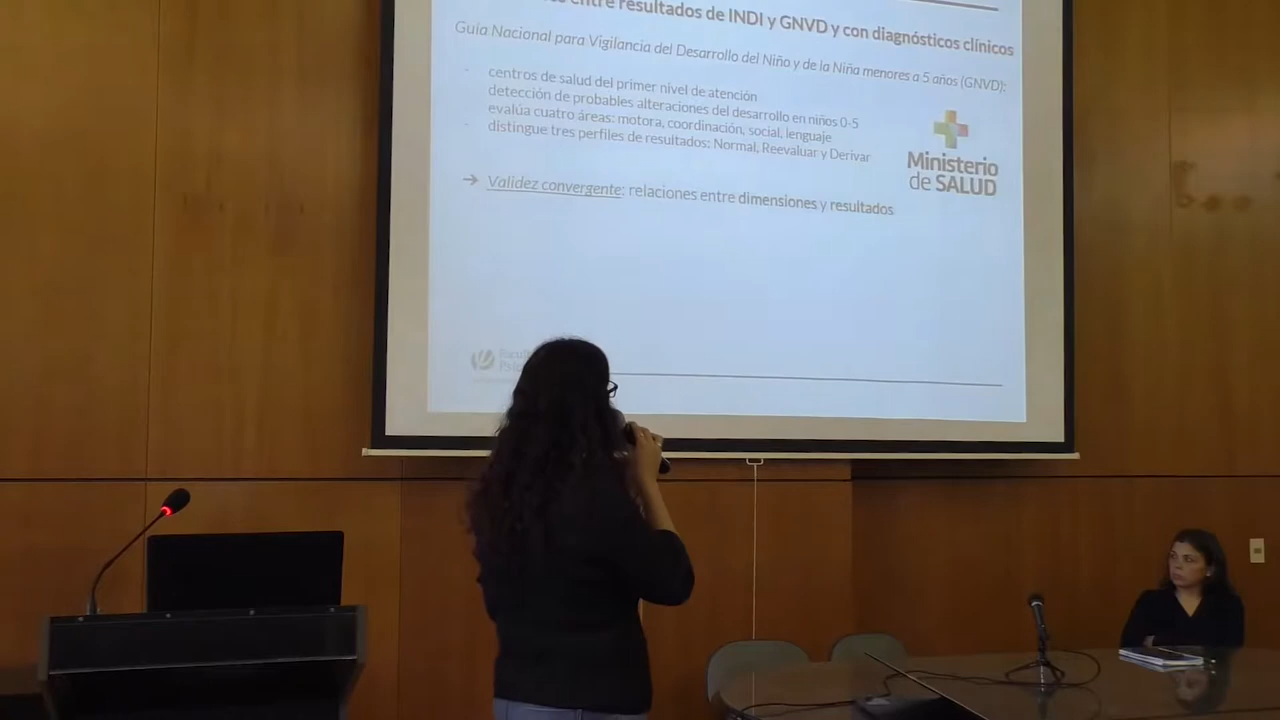 entre resultados de INDI y GNVD y con diagnósticos clínicos
Guía Nacional para Vigilancia del Desarrollo del Niño y de la Niña menores a 5 años (GNVD):
- centros de salud del primer nivel de atención
detección de probables alteraciones del desarrollo en niños 0-5
evalúa cuatro áreas: motora, coordinación, social, lenguaje
- distingue tres perfiles de resultados: Normal, Reevaluar y Derivar
Ministerio
de SALUD
→ Validez convergente: relaciones entre dimensiones y resultados